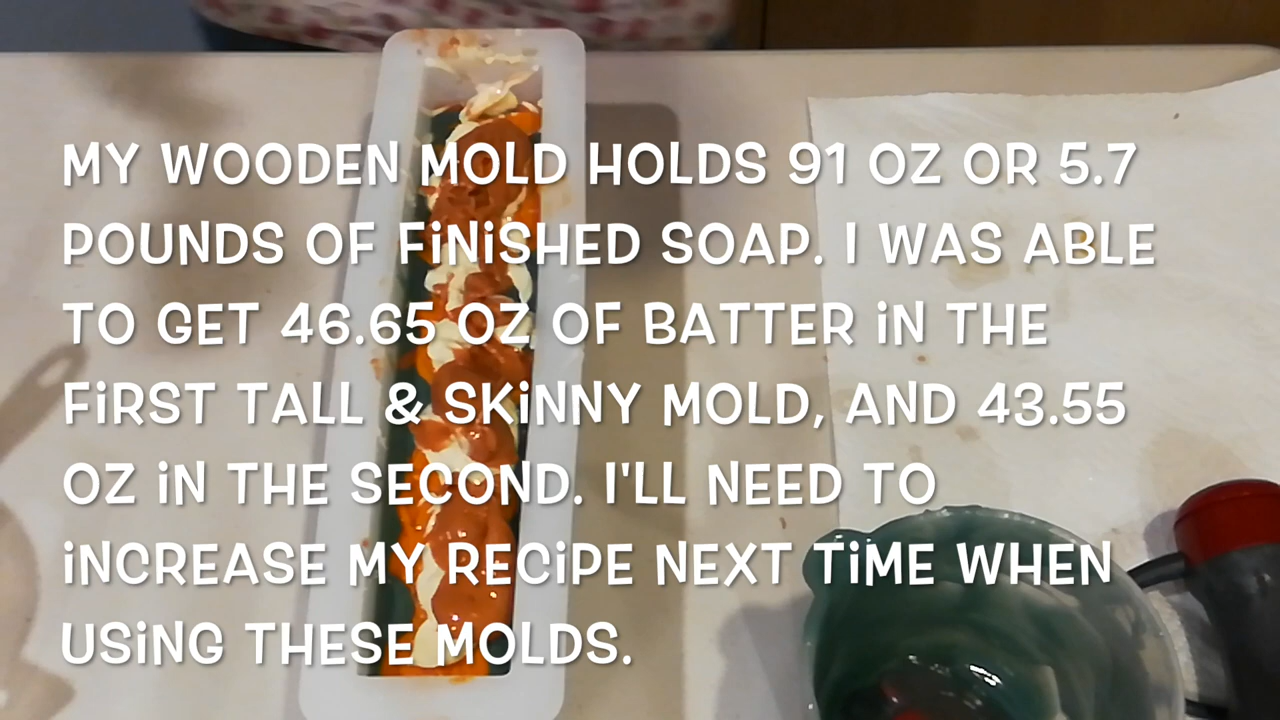 MY WOODEN MOLD HOLDS 91 OZ OR 5.7
POUNDS OF FINISHED SOAP. I WAS ABLE
TO GET 46.65 OZ OF BATTER IN THE
FIRST TALL & SKINNY MOLD, AND 43.55
OZ IN THE SECOND. I'LL NEED TO
INCREASE MY RECIPE NEXT TIME WHEN
USING THESE MOLDS.